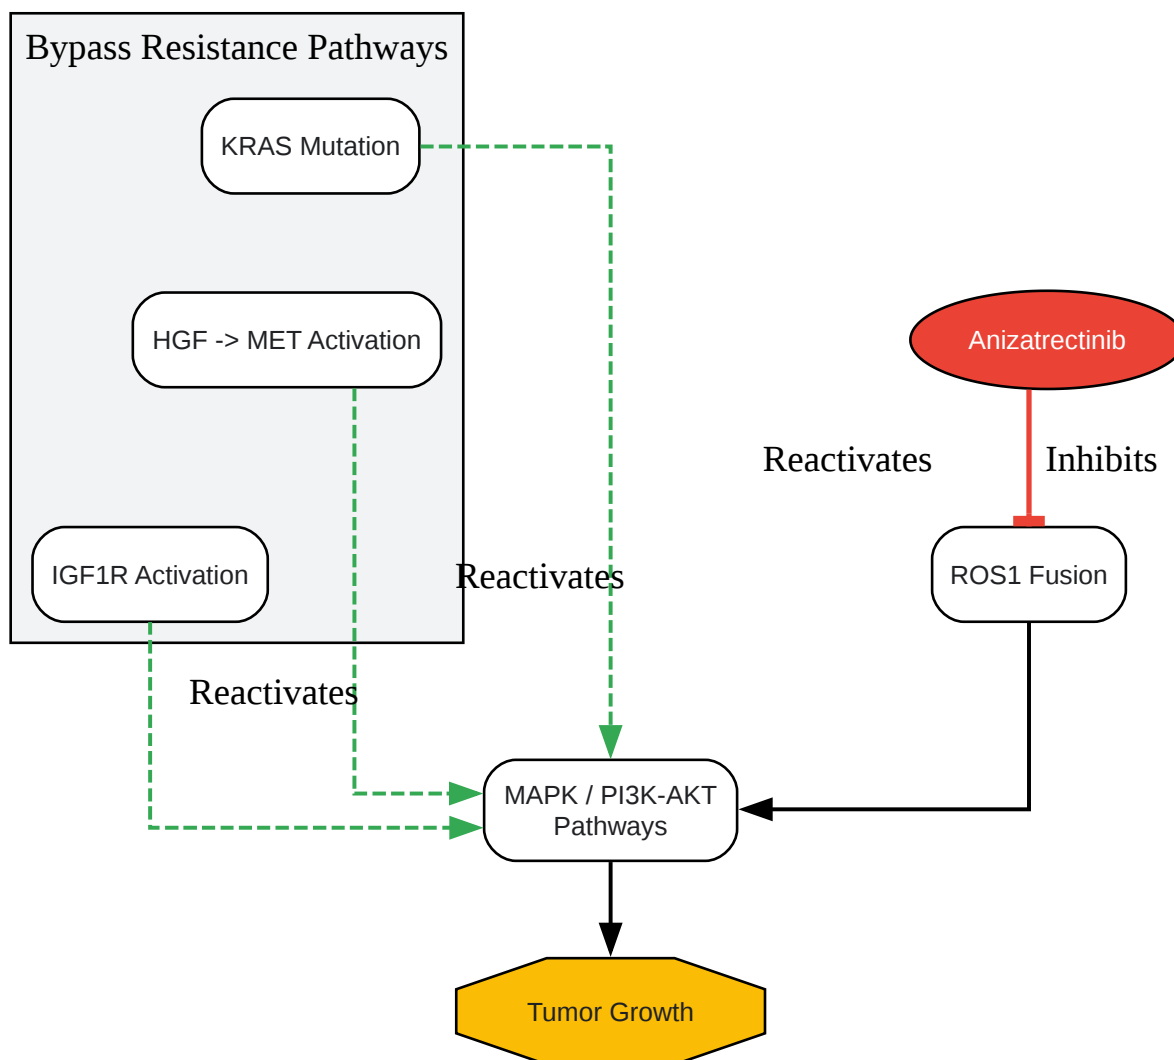 Bypass Resistance Pathways
KRAS Mutation
HGF -> MET Activation
Anizatrectinib
Reactivates
Inhibits
IGF1R Activation
Reactivates
ROS1 Fusion
Reactivates
MAPK / PI3K-AKT
Pathways
Tumor Growth